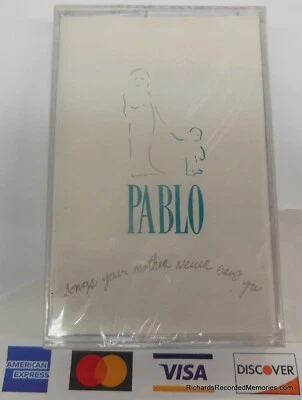 PABLO
songs your mother never sang you
AMERICAN EXPRESS
VISA
DISCOVER
RichardsRecordedMemories.com